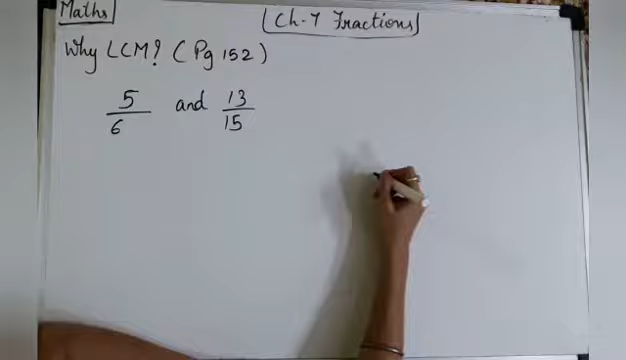 Maths
Ch-7 Fractions
Why LCM? (Pg 152)
5/6 and 13/15